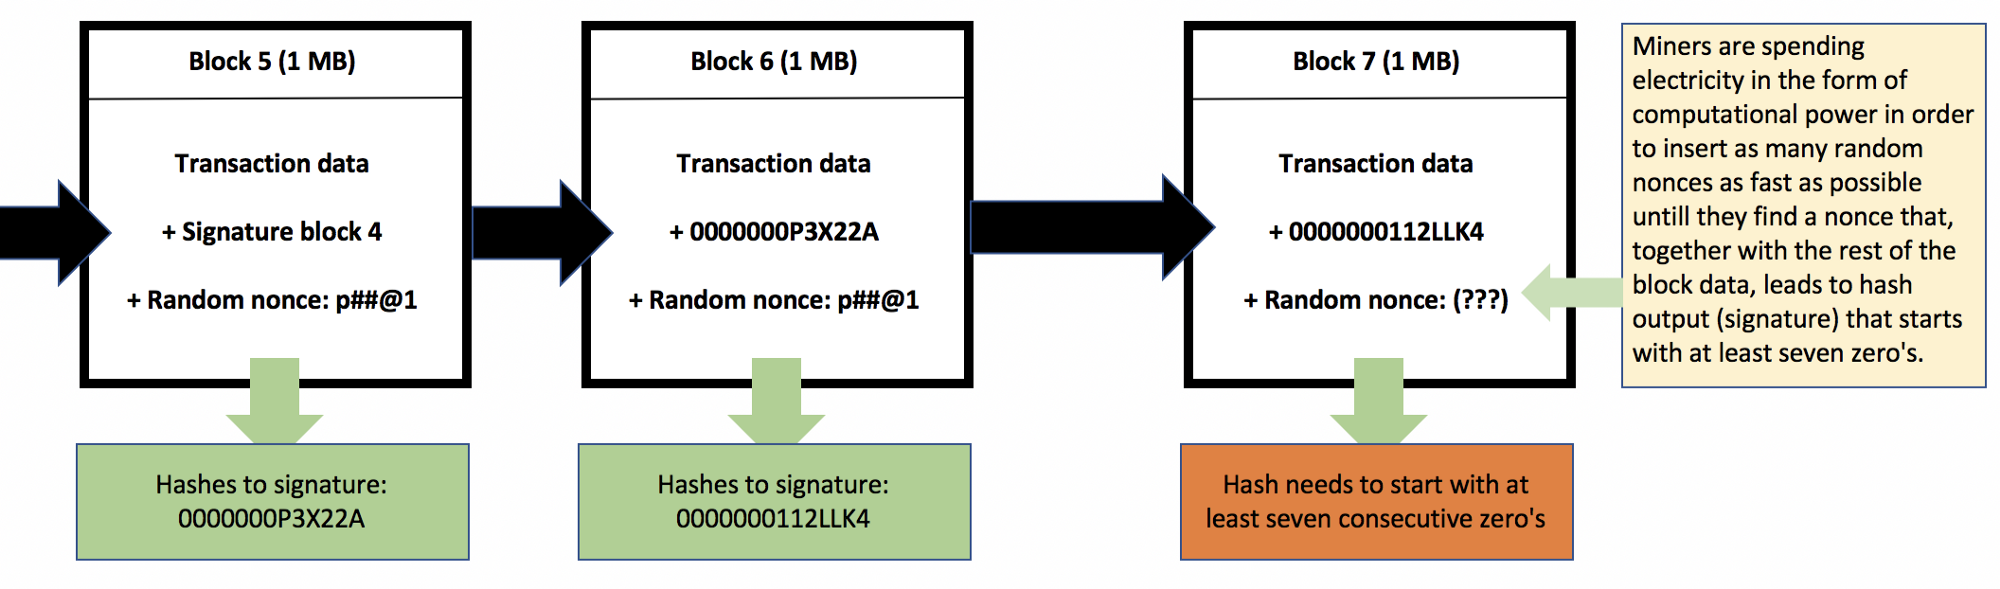 Block 5 (1 MB)
Transaction data
+ Signature block 4
+ Random nonce: p##@1
Hashes to signature:
0000000P3X22A
Block 6 (1 MB)
Transaction data
+ 0000000P3X22A
+ Random nonce: p##@1
Hashes to signature:
0000000112LLK4
Block 7 (1 MB)
Transaction data
+ 0000000112LLK4
+ Random nonce: (???)
Hash needs to start with at
least seven consecutive zero's
Miners are spending
electricity in the form of
computational power in order
to insert as many random
nonces as fast as possible
untill they find a nonce that,
together with the rest of the
block data, leads to hash
output (signature) that starts
with at least seven zero's.